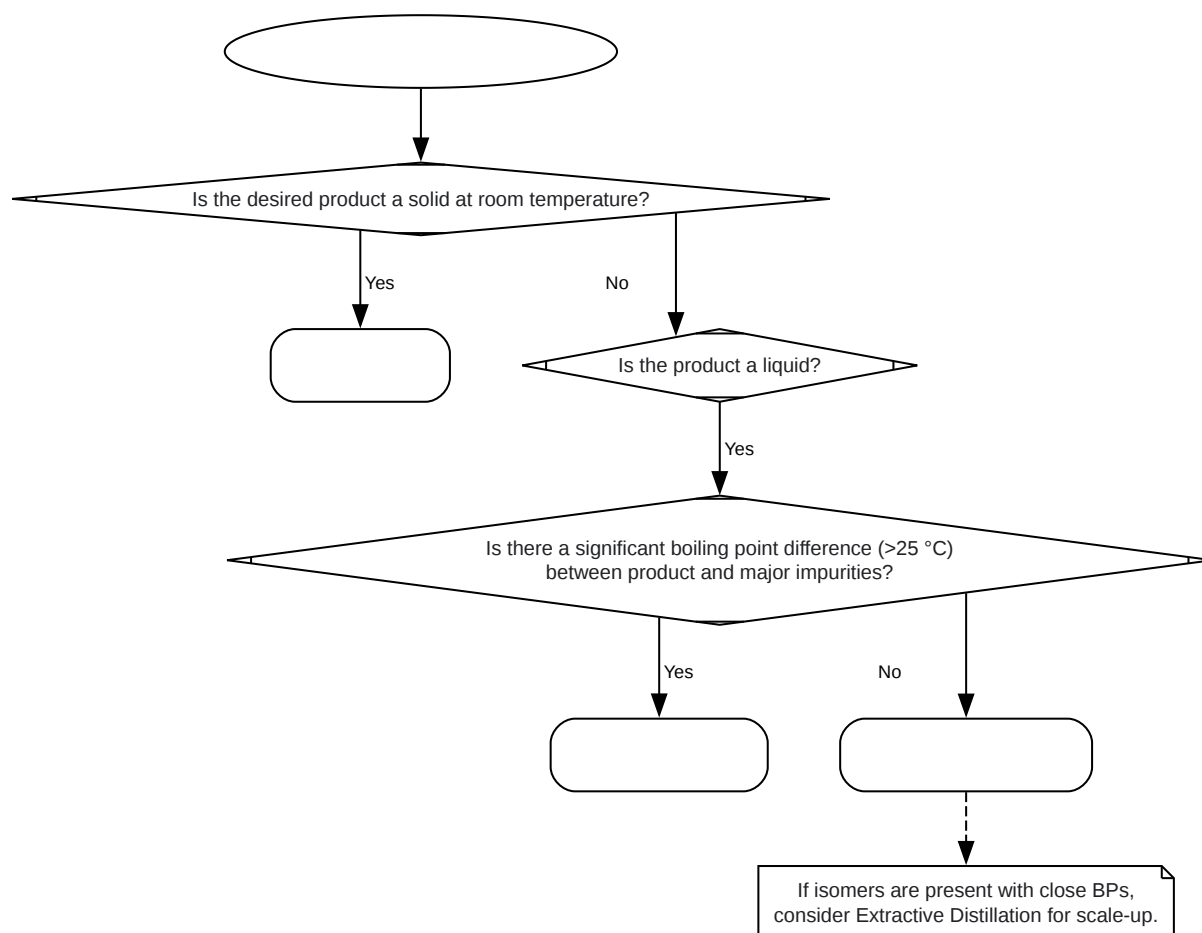 Is the desired product a solid at room temperature?
Yes
No
Is the product a liquid?
Yes
Is there a significant boiling point difference (>25 °C)
between product and major impurities?
Yes
No
If isomers are present with close BPs,
consider Extractive Distillation for scale-up.